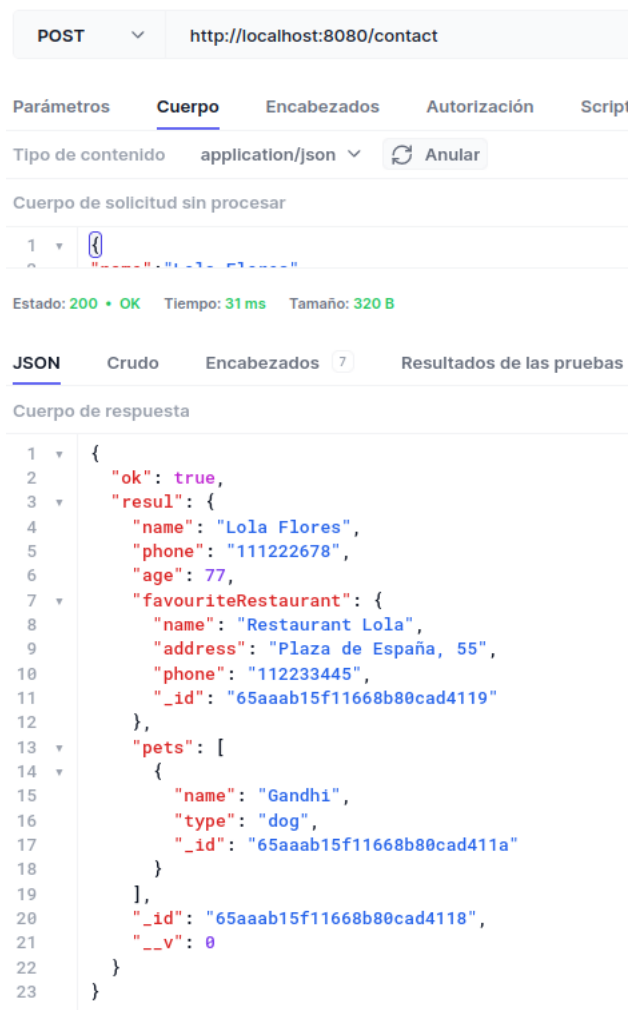 POST http://localhost:8080/contact
Parámetros Cuerpo Encabezados Autorización Script
Tipo de contenido application/json Anular
Cuerpo de solicitud sin procesar
1 {
2 "name":"Lola Flores"
Estado: 200 • OK Tiempo: 31 ms Tamaño: 320 B
JSON Crudo Encabezados 7 Resultados de las pruebas
Cuerpo de respuesta
1 {
2 "ok": true,
3 "resul": {
4 "name": "Lola Flores",
5 "phone": "111222678",
6 "age": 77,
7 "favouriteRestaurant": {
8 "name": "Restaurant Lola",
9 "address": "Plaza de España, 55",
10 "phone": "112233445",
11 "_id": "65aaab15f11668b80cad4119"
12 },
13 "pets": [
14 {
15 "name": "Gandhi",
16 "type": "dog",
17 "_id": "65aaab15f11668b80cad411a"
18 }
19 ],
20 "_id": "65aaab15f11668b80cad4118",
21 "__v": 0
22 }
23 }